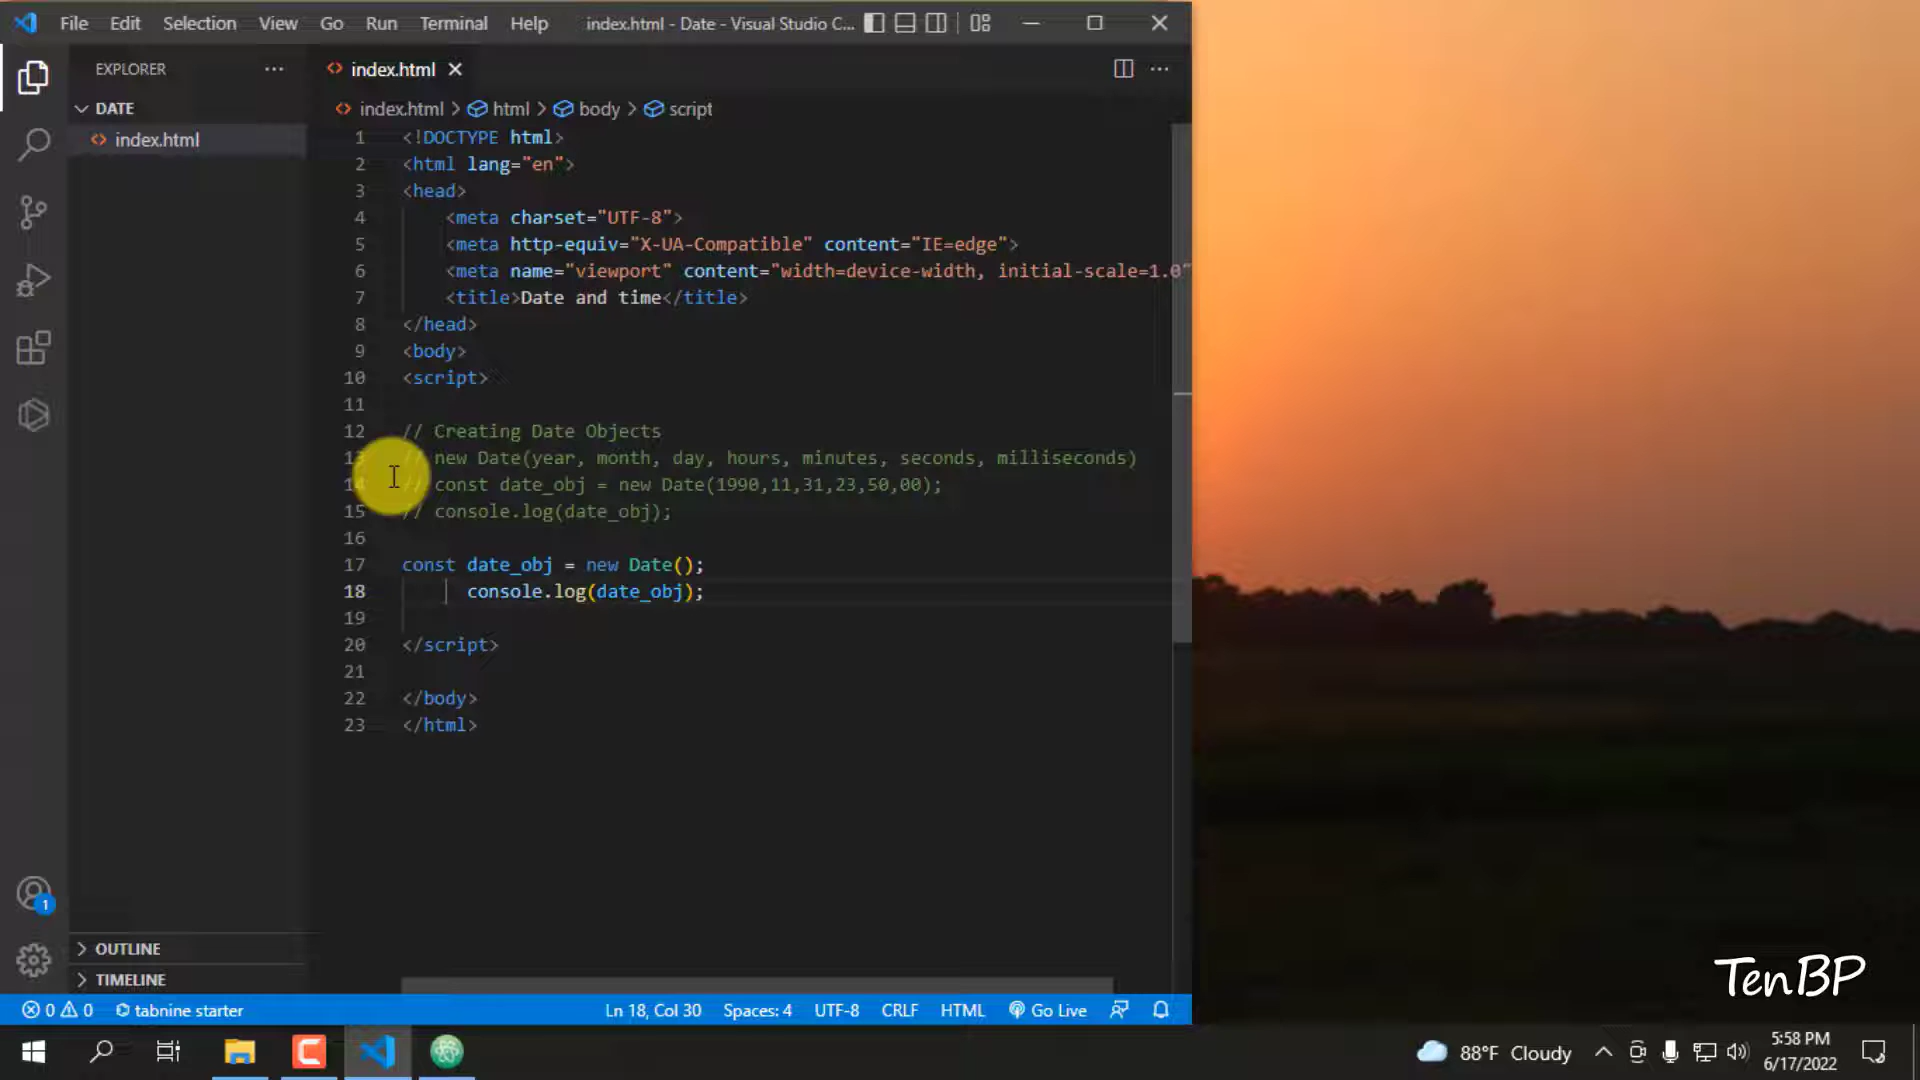 File Edit Selection View Go Run Terminal Help index.html - Date - Visual Studio C...
EXPLORER
index.html
DATE
index.html > html > body > script
index.html
1 <!DOCTYPE html>
2 <html lang="en">
3 <head>
4 <meta charset="UTF-8">
5 <meta http-equiv="X-UA-Compatible" content="IE=edge">
6 <meta name="viewport" content="width=device-width, initial-scale=1.0"
7 <title>Date and time</title>
8 </head>
9 <body>
10 <script>
11
12 // Creating Date Objects
13 // new Date(year, month, day, hours, minutes, seconds, milliseconds)
14 // const date_obj = new Date(1990,11,31,23,50,00);
15 // console.log(date_obj);
16
17 const date_obj = new Date();
18 console.log(date_obj);
19
20 </script>
21
22 </body>
23 </html>
1
OUTLINE
TIMELINE
TenBP
0 0 tabnine starter Ln 18, Col 30 Spaces: 4 UTF-8 CRLF HTML Go Live
88°F Cloudy
5:58 PM
6/17/2022